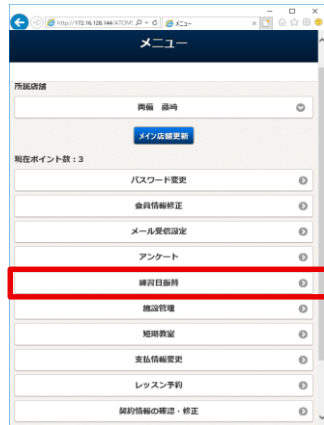 http://172.16.126.144/ATOM/
メニュー
メニュー
所属店舗
両備 藤崎
メイン店舗更新
現在ポイント数：3
パスワード変更
会員情報修正
メール受信設定
アンケート
練習日振替
施設管理
短期教室
支払情報変更
レッスン予約
契約情報の確認・修正